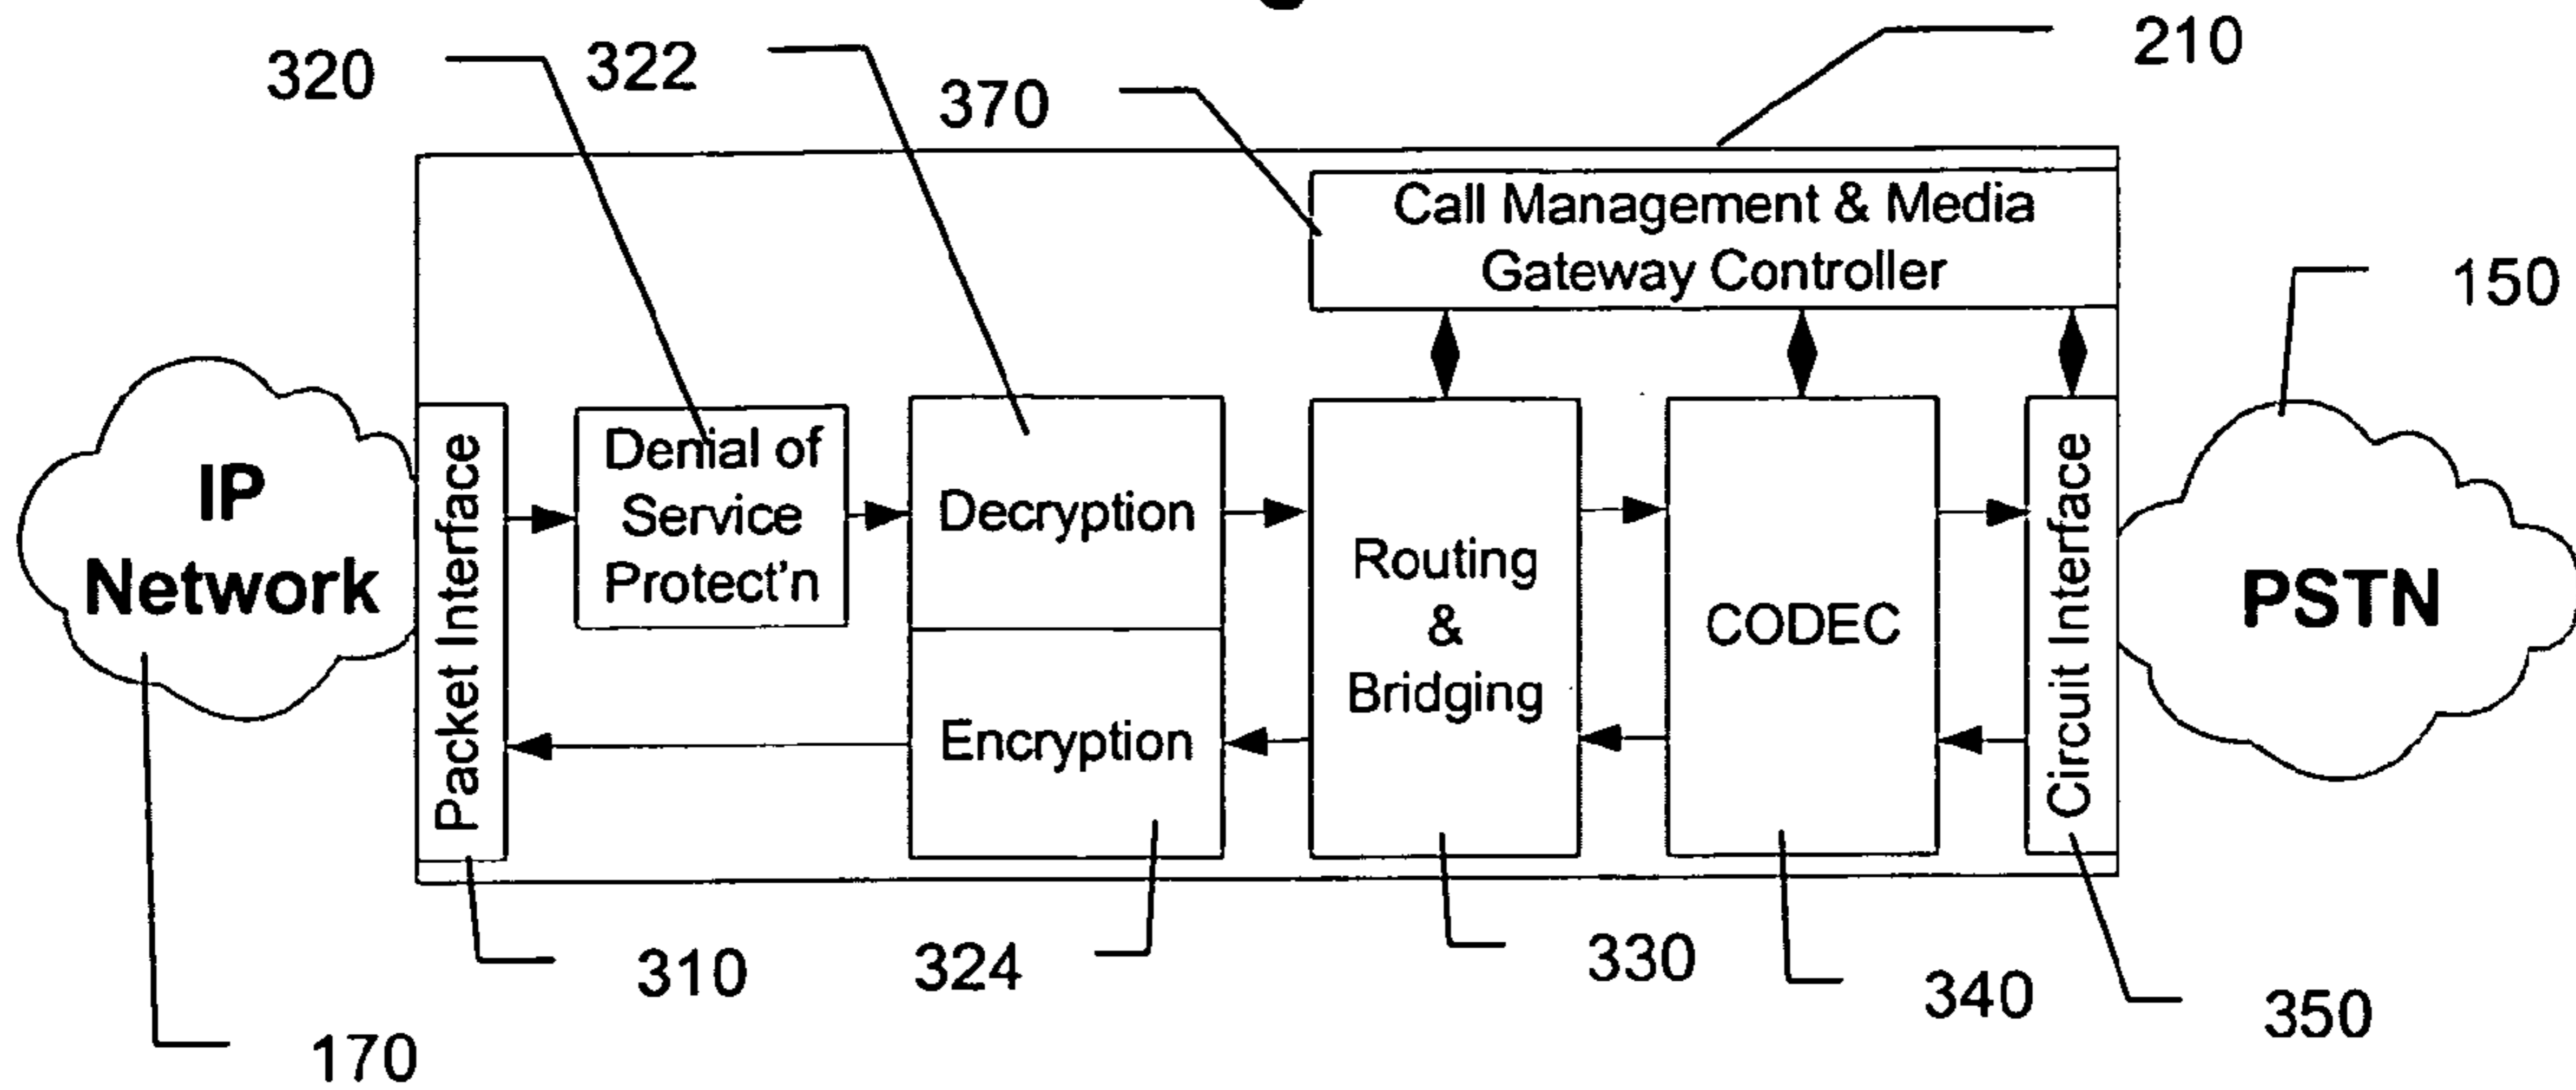 320
322
370
210
Call Management & Media
Gateway Controller
150
IP
Network
Packet Interface
Denial of
Service
Protect'n
Decryption
Encryption
Routing
&
Bridging
CODEC
Circuit Interface
PSTN
310
324
330
340
350
170